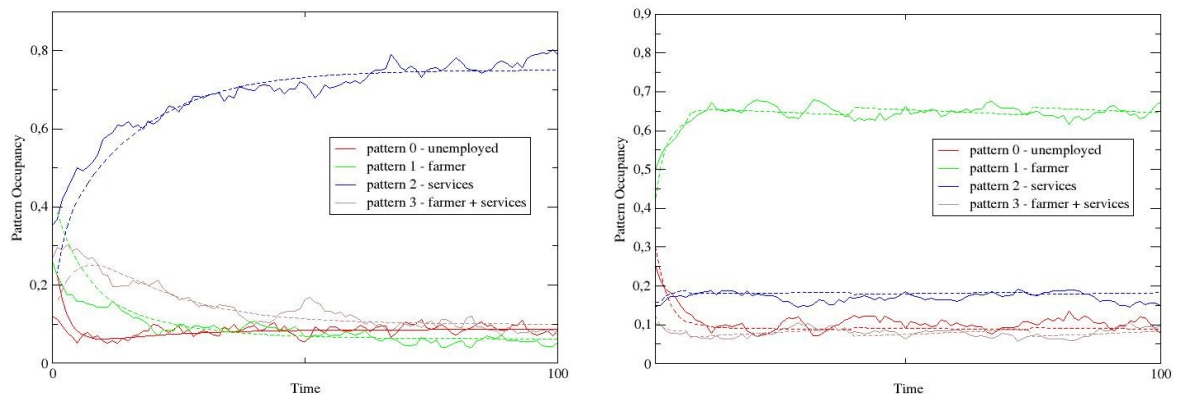 0,8
0,6
0,4
0,2
0
Pattern Occupancy
pattern 0 - unemployed
pattern 1 - farmer
pattern 2 - services
pattern 3 - farmer + services
0
100
Time
0,9
0,8
0,7
0,6
0,5
0,4
0,3
0,2
0,1
0
Pattern Occupancy
pattern 0 - unemployed
pattern 1 - farmer
pattern 2 - services
pattern 3 - farmer + services
100
Time